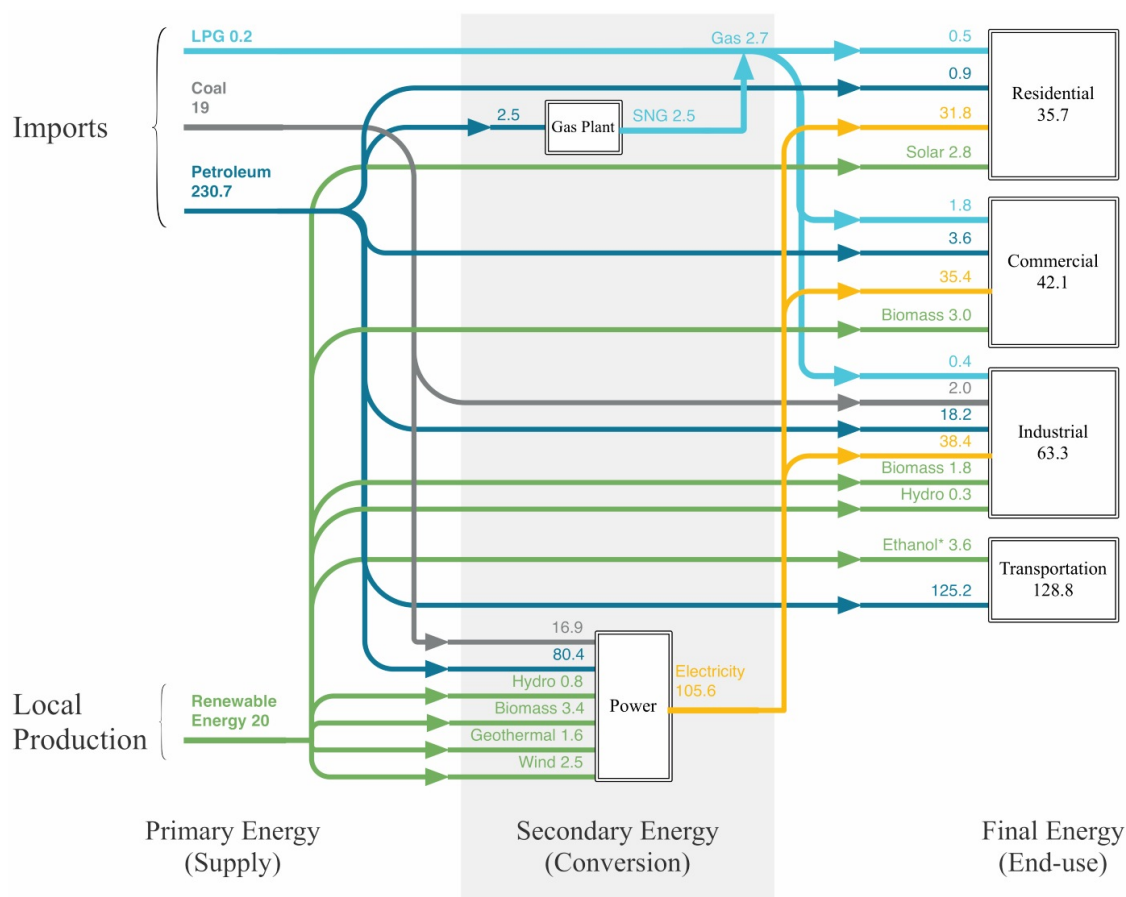 LPG 0.2
Gas 2.7
0.5
Coal
19
0.9
Imports
2.5
Gas Plant
SNG 2.5
31.8
Residential
35.7
Petroleum
230.7
Solar 2.8
1.8
3.6
Commercial
42.1
35.4
Biomass 3.0
0.4
2.0
18.2
38.4
Industrial
63.3
Biomass 1.8
Hydro 0.3
Ethanol* 3.6
Transportation
128.8
125.2
16.9
80.4
Hydro 0.8
Biomass 3.4
Geothermal 1.6
Wind 2.5
Power
Electricity
105.6
Local
Production
Renewable
Energy 20
Primary Energy
(Supply)
Secondary Energy
(Conversion)
Final Energy
(End-use)